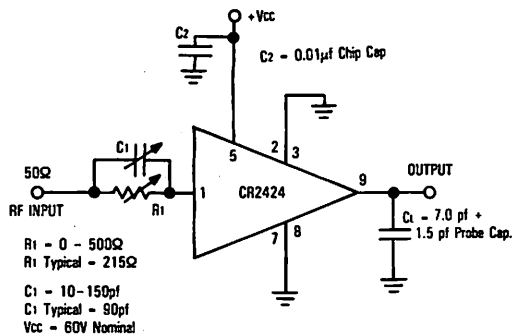 +Vcc
C2
C2 = 0.01μf Chip Cap
5
2
3
C1
50Ω
RF INPUT
R1
1
CR2424
9
OUTPUT
7
8
CL = 7.0 pf +
1.5 pf Probe Cap.
R1 = 0 - 500Ω
R1 Typical = 215Ω
C1 = 10-150pf
C1 Typical = 90pf
Vcc = 60V Nominal